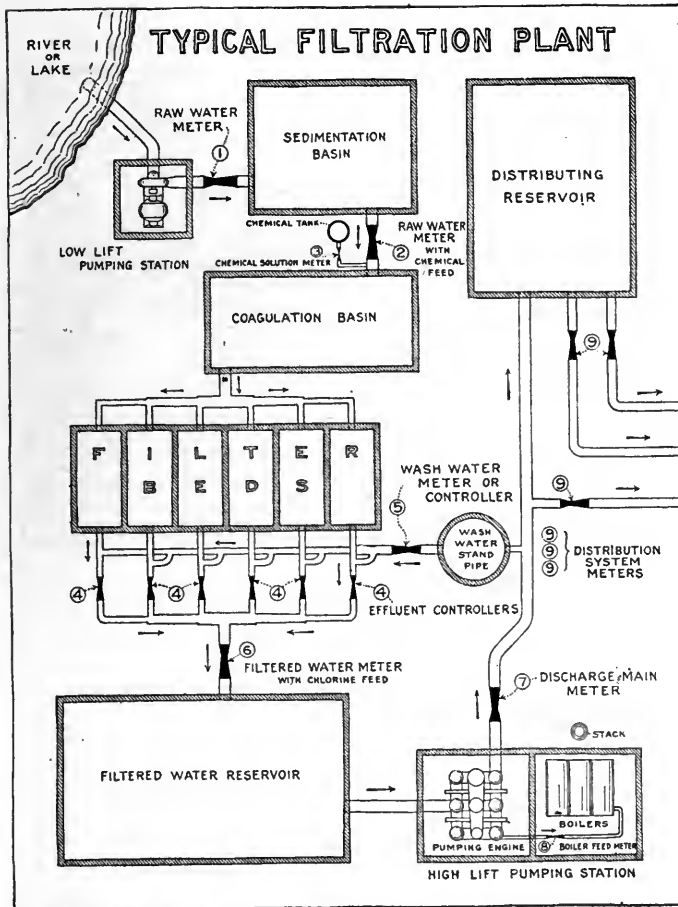 TYPICAL FILTRATION PLANT
RIVER
OR
LAKE
RAW WATER
METER
①
LOW LIFT
PUMPING STATION
SEDIMENTATION
BASIN
CHEMICAL TANK
③
CHEMICAL SOLUTION METER
②
RAW WATER
METER
WITH
CHEMICAL
FEED
DISTRIBUTING
RESERVOIR
COAGULATION BASIN
⑨
FILTER
BEDS
WASH WATER
METER OR
CONTROLLER
⑤
WASH
WATER
STAND
PIPE
⑨
⑨
⑨
⑨
DISTRIBUTION
SYSTEM
METERS
④
④
④
④
EFFLUENT CONTROLLERS
⑥
FILTERED WATER METER
WITH CHLORINE FEED
⑦
DISCHARGE MAIN
METER
STACK
FILTERED WATER RESERVOIR
PUMPING ENGINE
BOILERS
⑧
BOILER FEED METER
HIGH LIFT PUMPING STATION